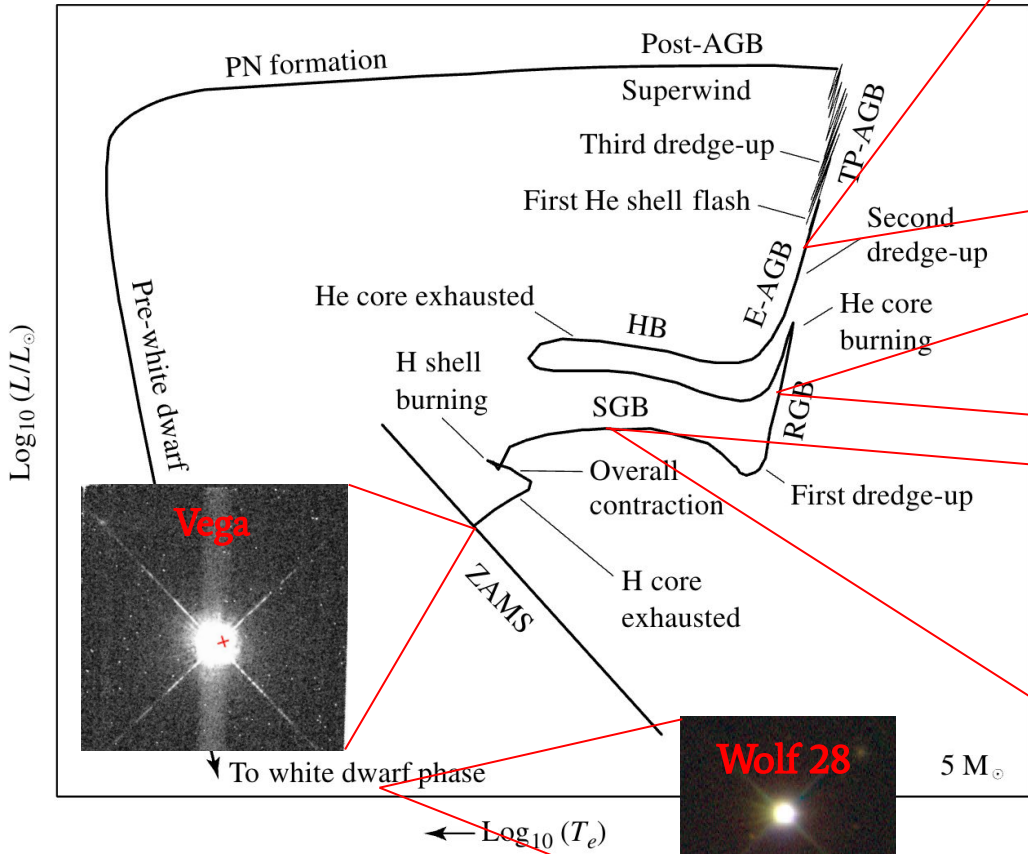 Post-AGB
PN formation
Superwind
TP-AGB
Third dredge-up
First He shell flash
Second
dredge-up
E-AGB
He core exhausted
HB
He core
burning
Pre-white dwarf
H shell
burning
SGB
RGB
Log₁₀ (L/L☉)
Overall
contraction
First dredge-up
Vega
ZAMS
H core
exhausted
Wolf 28
To white dwarf phase
5 M☉
Log₁₀ (Tₑ)